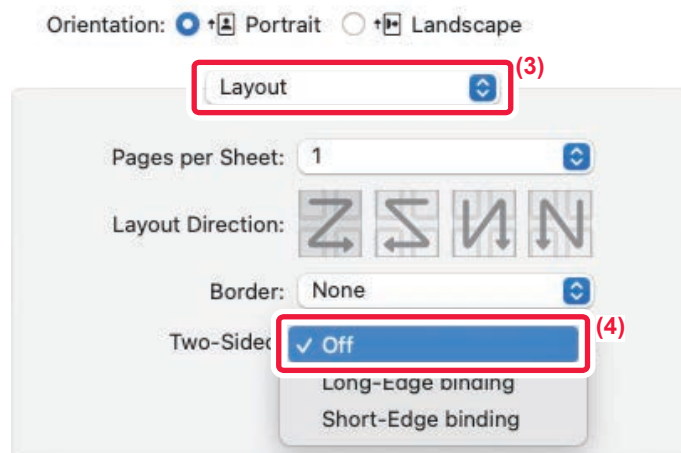 Orientation: Portrait Landscape
(3)
Layout
Pages per Sheet: 1
Layout Direction:
Border: None
(4)
Two-Sided ✓ Off
Long-Edge binding
Short-Edge binding